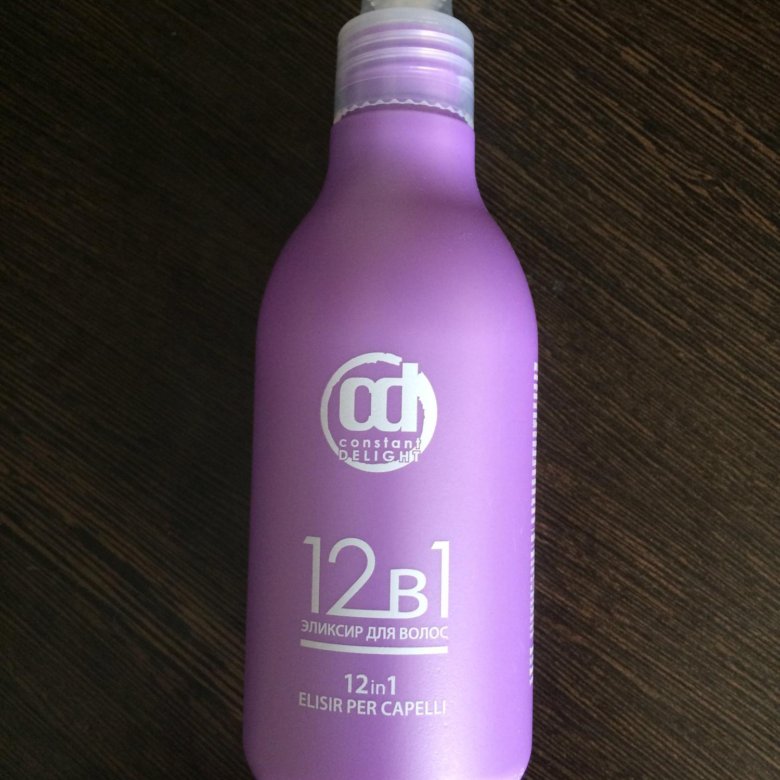 cd
constant
DELIGHT
12в1
ЭЛИКСИР ДЛЯ ВОЛОС
12in1
ELISIR PER CAPELLI